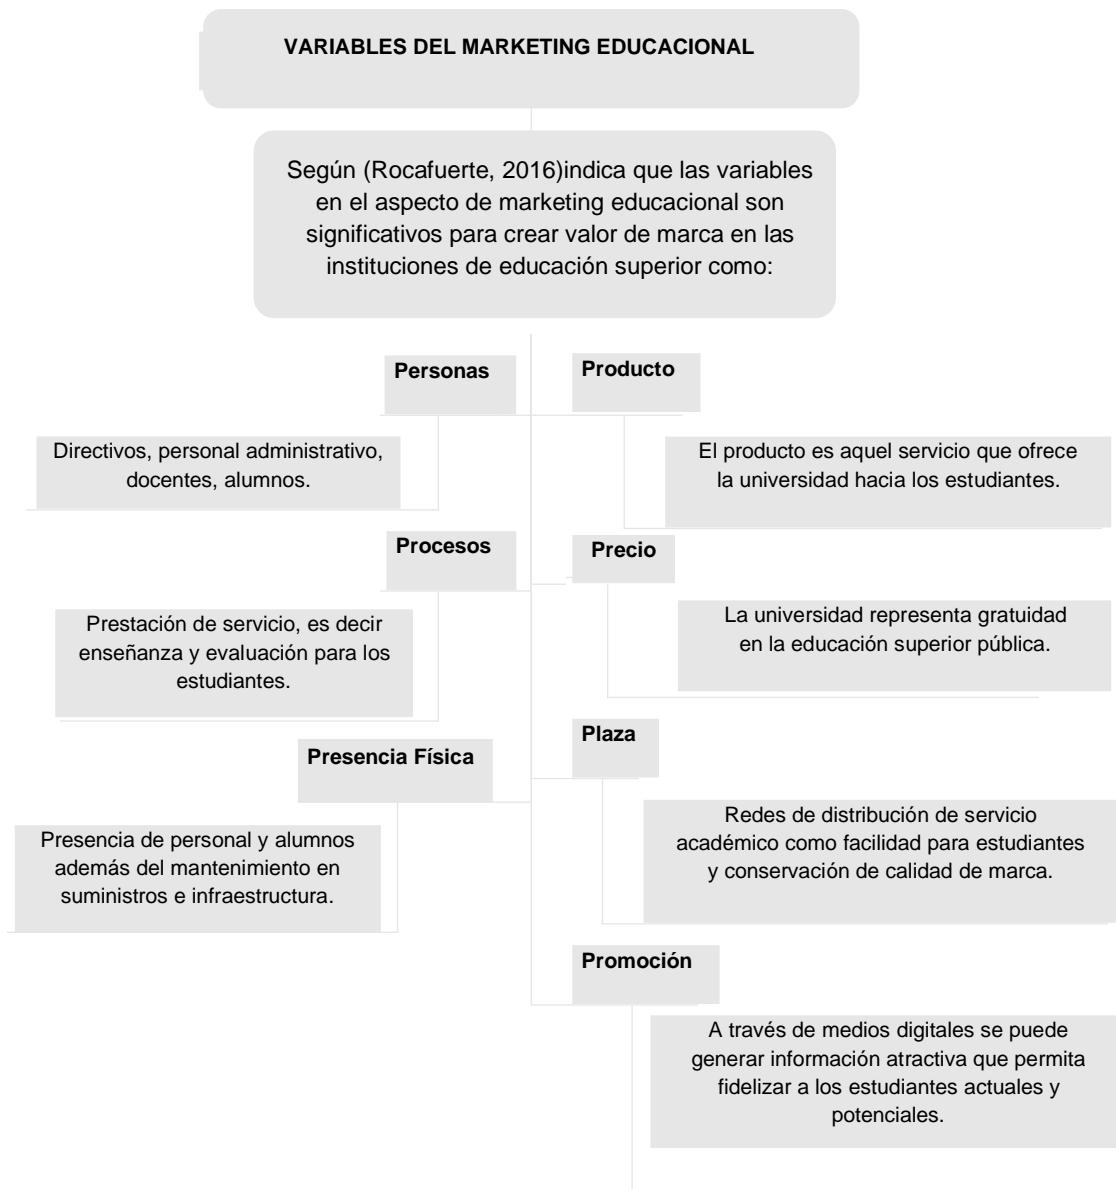 VARIABLES DEL MARKETING EDUCACIONAL
Según (Rocafuerte, 2016)indica que las variables
en el aspecto de marketing educacional son
significativos para crear valor de marca en las
instituciones de educación superior como:
Personas
Directivos, personal administrativo,
docentes, alumnos.
Producto
El producto es aquel servicio que ofrece
la universidad hacia los estudiantes.
Procesos
Prestación de servicio, es decir
enseñanza y evaluación para los
estudiantes.
Precio
La universidad representa gratuidad
en la educación superior pública.
Presencia Física
Presencia de personal y alumnos
además del mantenimiento en
suministros e infraestructura.
Plaza
Redes de distribución de servicio
académico como facilidad para estudiantes
y conservación de calidad de marca.
Promoción
A través de medios digitales se puede
generar información atractiva que permita
fidelizar a los estudiantes actuales y
potenciales.